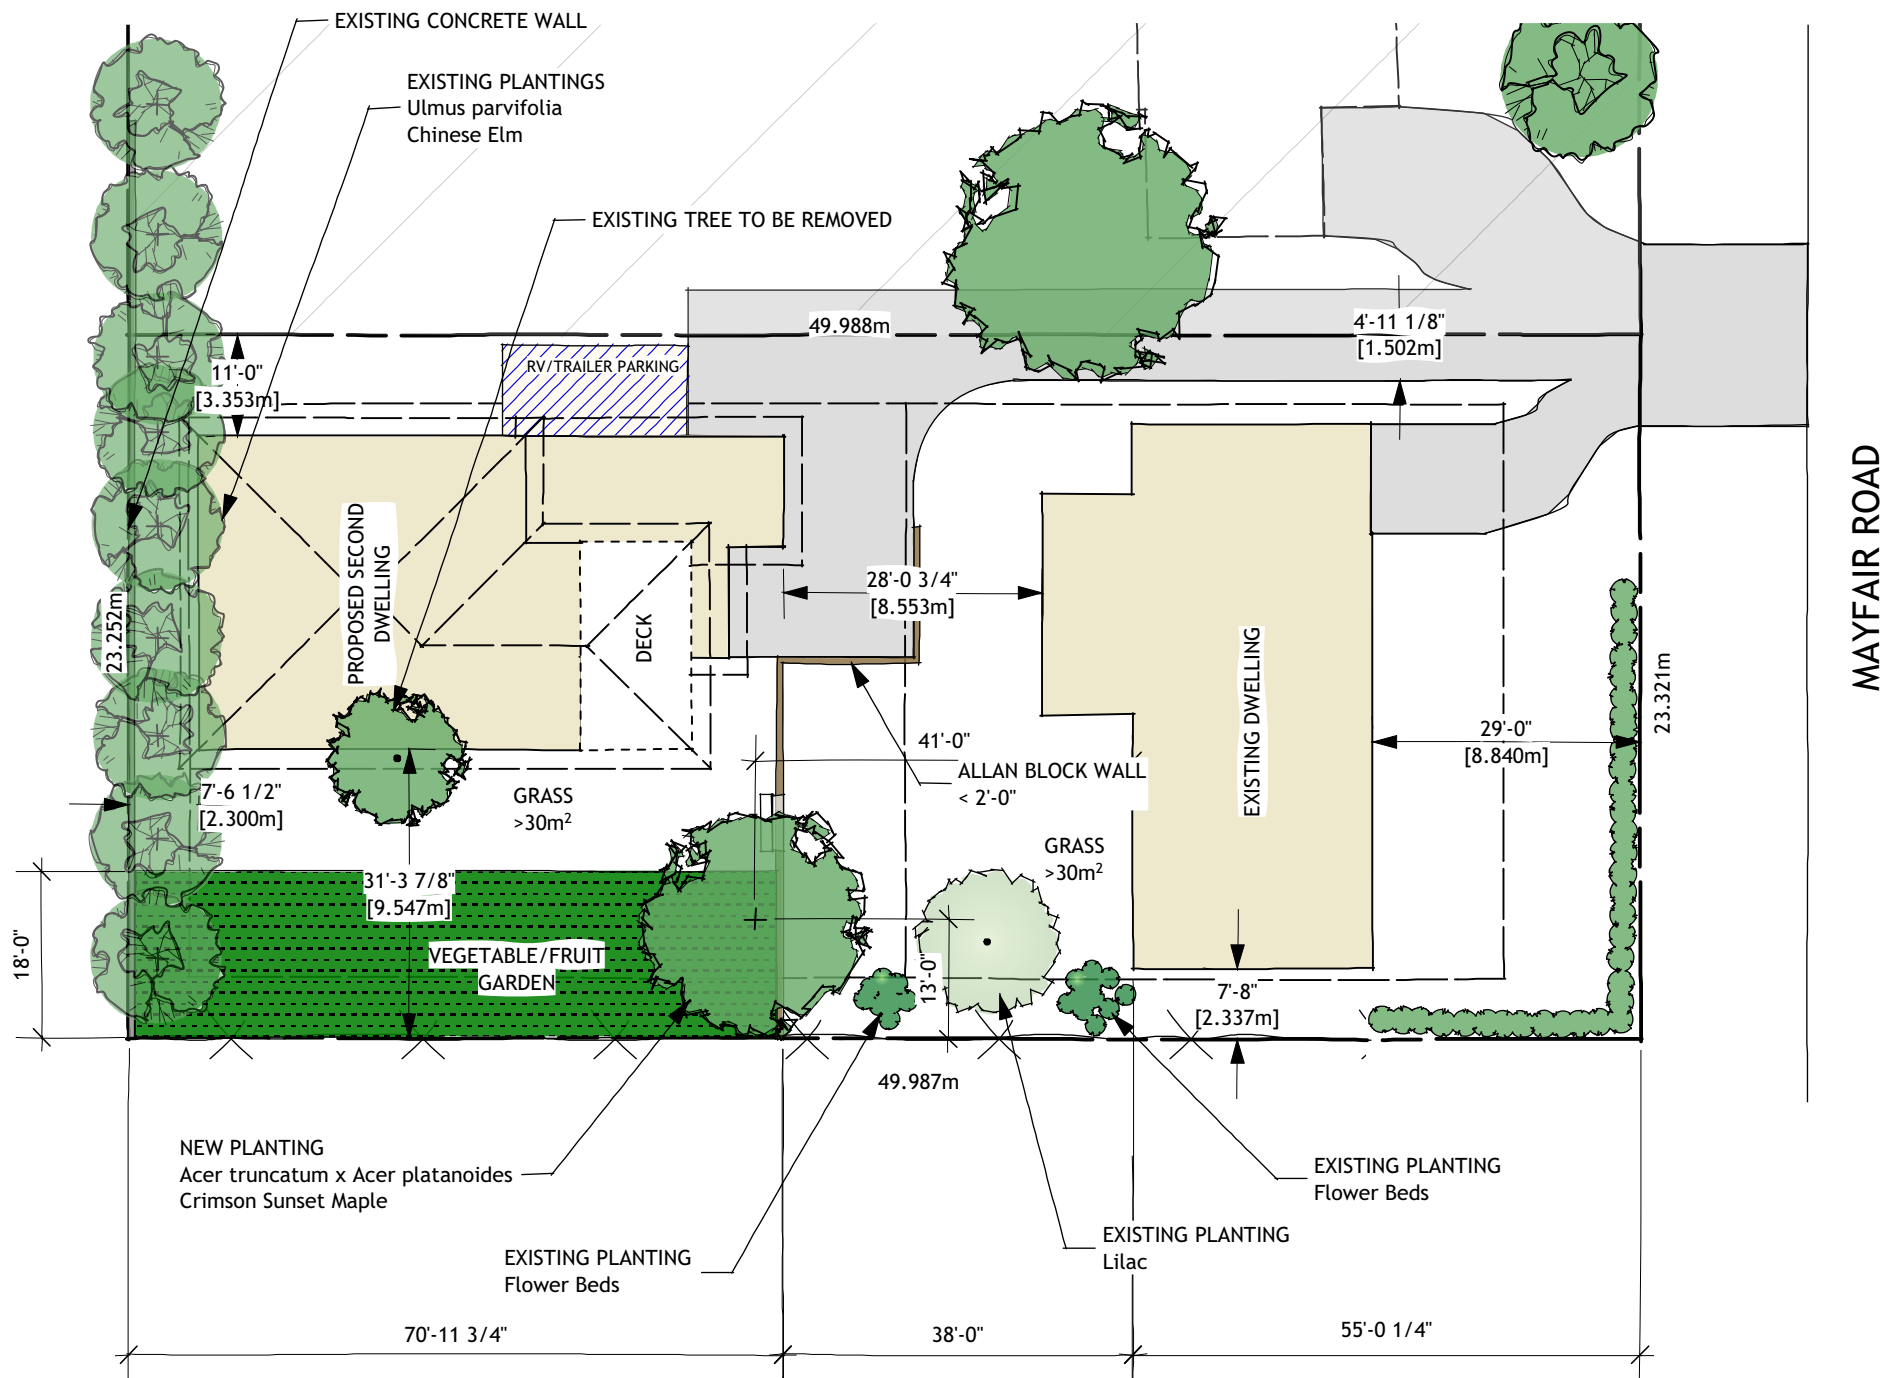 EXISTING CONCRETE WALL
EXISTING PLANTINGS
Ulmus parvifolia
Chinese Elm
EXISTING TREE TO BE REMOVED
49.988m
4'-11 1/8"
[1.502m]
11'-0"
[3.353m]
RV/TRAILER PARKING
MAYFAIR ROAD
PROPOSED SECOND
DWELLING
DECK
28'-0 3/4"
[8.553m]
23.252m
EXISTING DWELLING
23.321m
29'-0"
[8.840m]
41'-0"
ALLAN BLOCK WALL
< 2'-0"
7'-6 1/2"
[2.300m]
GRASS
>30m²
GRASS
>30m²
31'-3 7/8"
[9.547m]
18'-0"
VEGETABLE/FRUIT
GARDEN
13'-0"
7'-8"
[2.337m]
49.987m
NEW PLANTING
Acer truncatum x Acer platanoides
Crimson Sunset Maple
EXISTING PLANTING
Flower Beds
EXISTING PLANTING
Lilac
EXISTING PLANTING
Flower Beds
70'-11 3/4"
38'-0"
55'-0 1/4"